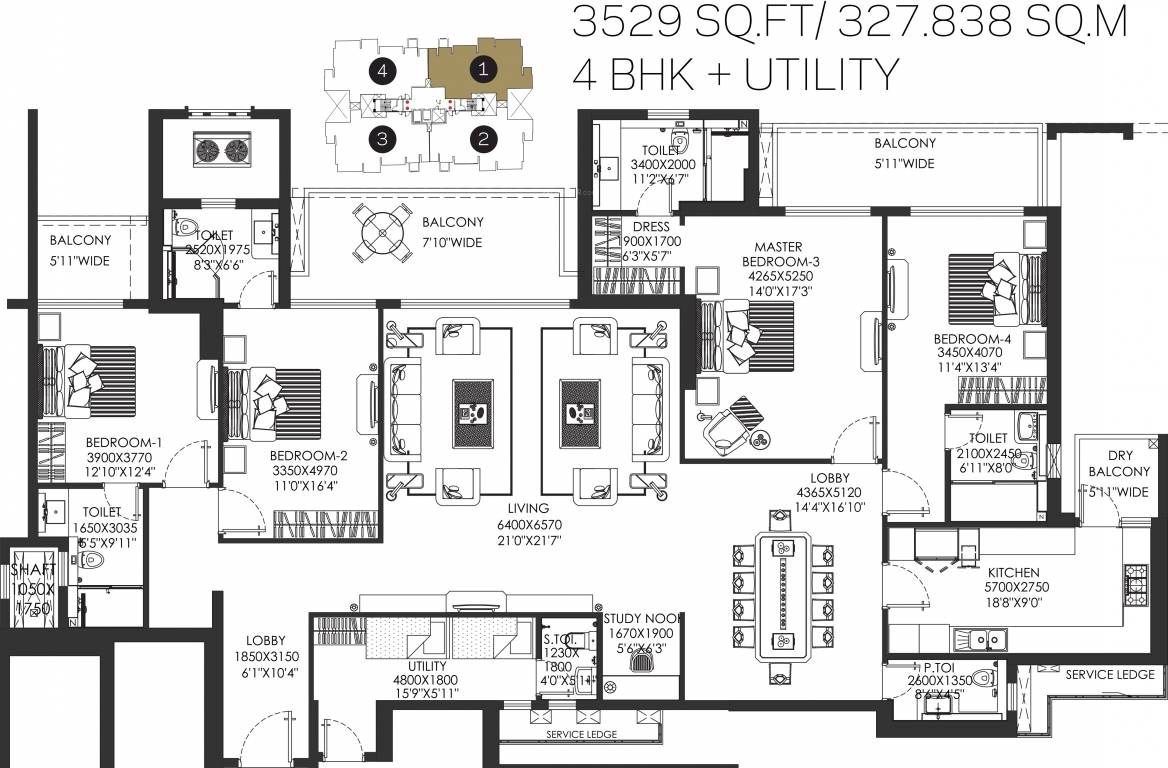 3529 SQ.FT/ 327.838 SQ.M
4 BHK + UTILITY
4
1
3
2
BALCONY
5'11"WIDE
TOILET
2520X1975
8'3"X6'6"
BALCONY
7'10"WIDE
TOILET
3400X2000
11'2"X6'7"
DRESS
1900X1700
6'3"X5'7"
BALCONY
5'11"WIDE
MASTER
BEDROOM-3
4265X5250
14'0"X17'3"
BEDROOM-4
3450X4070
11'4"X13'4"
BEDROOM-1
3900X3770
12'10"X12'4"
BEDROOM-2
3350X4970
11'0"X16'4"
LIVING
6400X6570
21'0"X21'7"
LOBBY
4365X5120
14'4"X16'10"
TOILET
2100X2450
6'11"X8'0"
DRY
BALCONY
5'11"WIDE
TOILET
1650X3035
5'5"X9'11"
SHAFT
1050X
1750
KITCHEN
5700X2750
18'8"X9'0"
LOBBY
1850X3150
6'1"X10'4"
UTILITY
4800X1800
15'9"X5'11"
S.TOI.
1230X
1800
4'0"X5'11"
STUDY NOOK
1670X1900
5'6"X6'3"
P.TOI
2600X1350
8'6"X4'5"
SERVICE LEDGE
SERVICE LEDGE
N
N
N